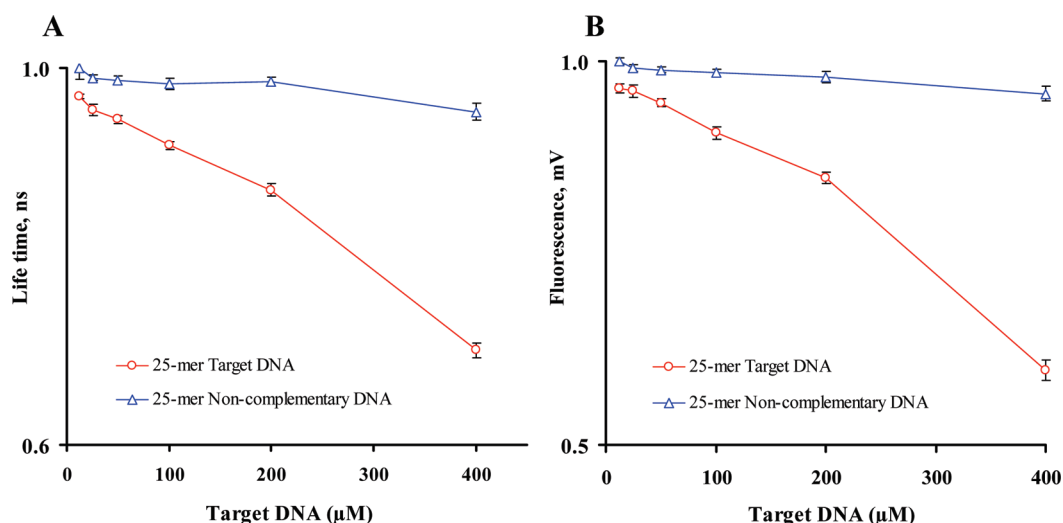 A
1.0
Life time, ns
25-mer Target DNA
25-mer Non-complementary DNA
0.6
0 100 200 300 400
Target DNA (µM)
B
1.0
Fluorescence, mV
25-mer Target DNA
25-mer Non-complementary DNA
0.5
0 100 200 300 400
Target DNA (µM)